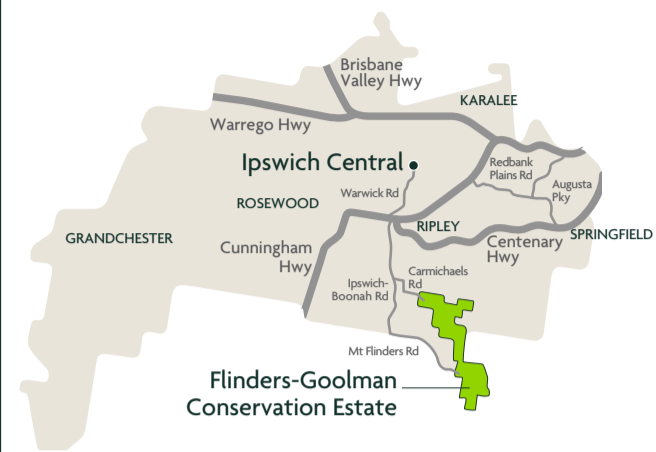 Brisbane
Valley Hwy
KARALEE
Warrego Hwy
Ipswich Central
Redbank
Plains Rd
Augusta
Pky
Warwick Rd
ROSEWOOD
RIPLEY
SPRINGFIELD
GRANDCHESTER
Cunningham
Hwy
Centenary
Hwy
Carmichaels
Rd
Ipswich-
Boonah Rd
Mt Flinders Rd
Flinders-Goolman
Conservation Estate